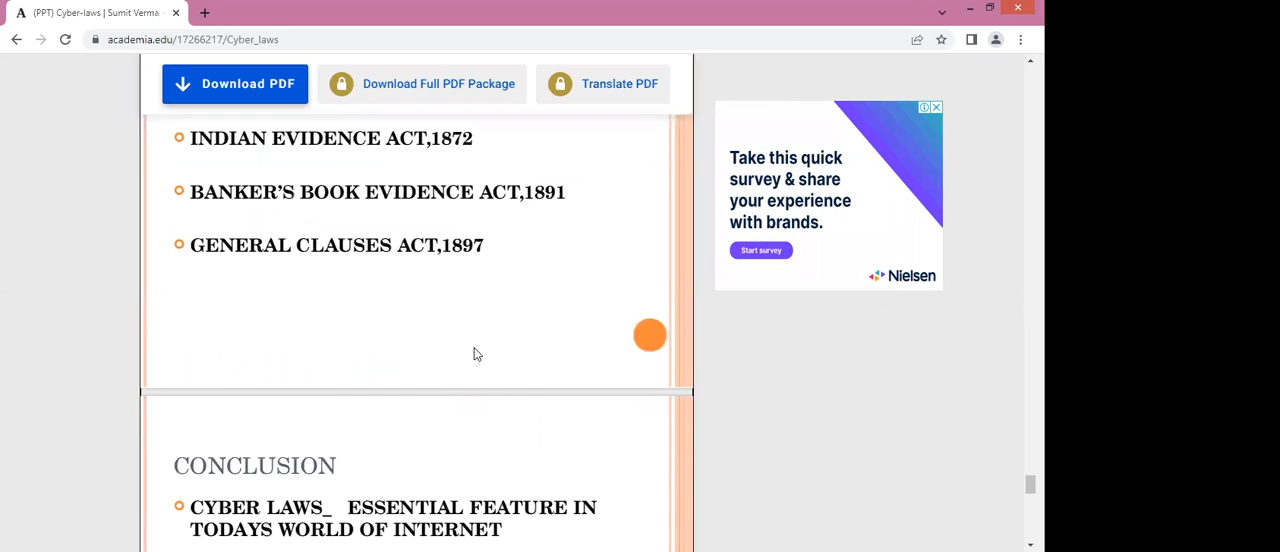 A (PPT) Cyber-laws | Sumit Verma
academia.edu/17266217/Cyber_laws
Download PDF
Download Full PDF Package
Translate PDF
INDIAN EVIDENCE ACT,1872
BANKER'S BOOK EVIDENCE ACT,1891
GENERAL CLAUSES ACT,1897
CONCLUSION
CYBER LAWS_ ESSENTIAL FEATURE IN
TODAYS WORLD OF INTERNET
Take this quick
survey & share
your experience
with brands.
Start survey
Nielsen